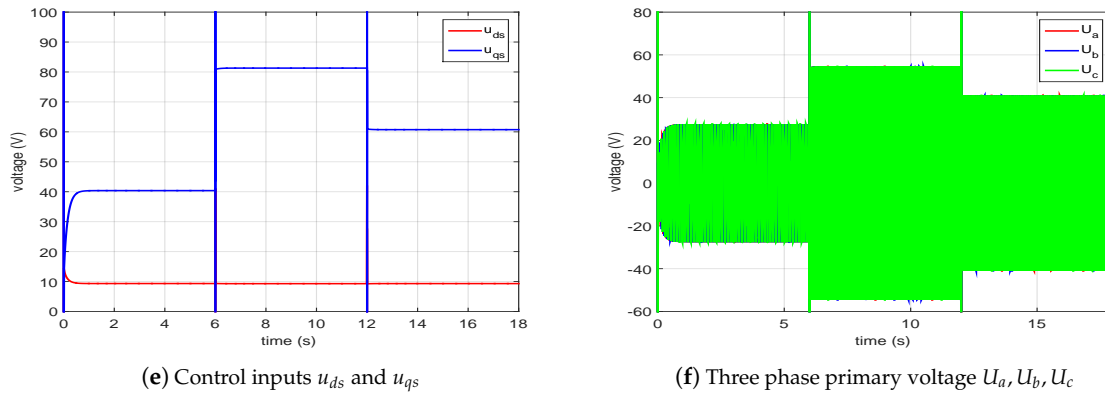 100
90
80
70
60
50
40
30
20
10
0
voltage (V)
0 2 4 6 8 10 12 14 16 18
time (s)
u_ds
u_qs
(e) Control inputs u_ds and u_qs
80
60
40
20
0
-20
-40
-60
voltage (V)
0 5 10 15
time (s)
U_a
U_b
U_c
(f) Three phase primary voltage U_a, U_b, U_c